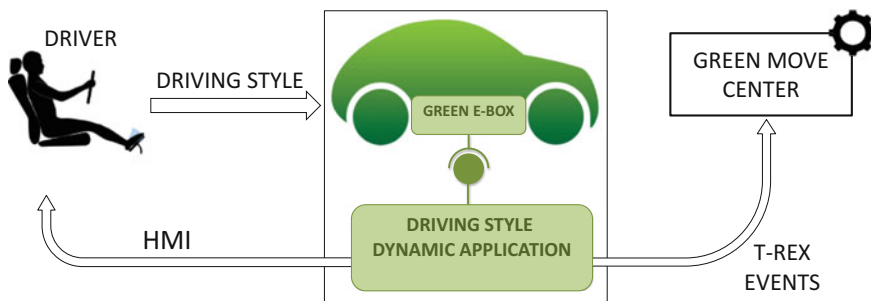 DRIVER
DRIVING STYLE
GREEN E-BOX
GREEN MOVE
CENTER
DRIVING STYLE
DYNAMIC APPLICATION
HMI
T-REX
EVENTS